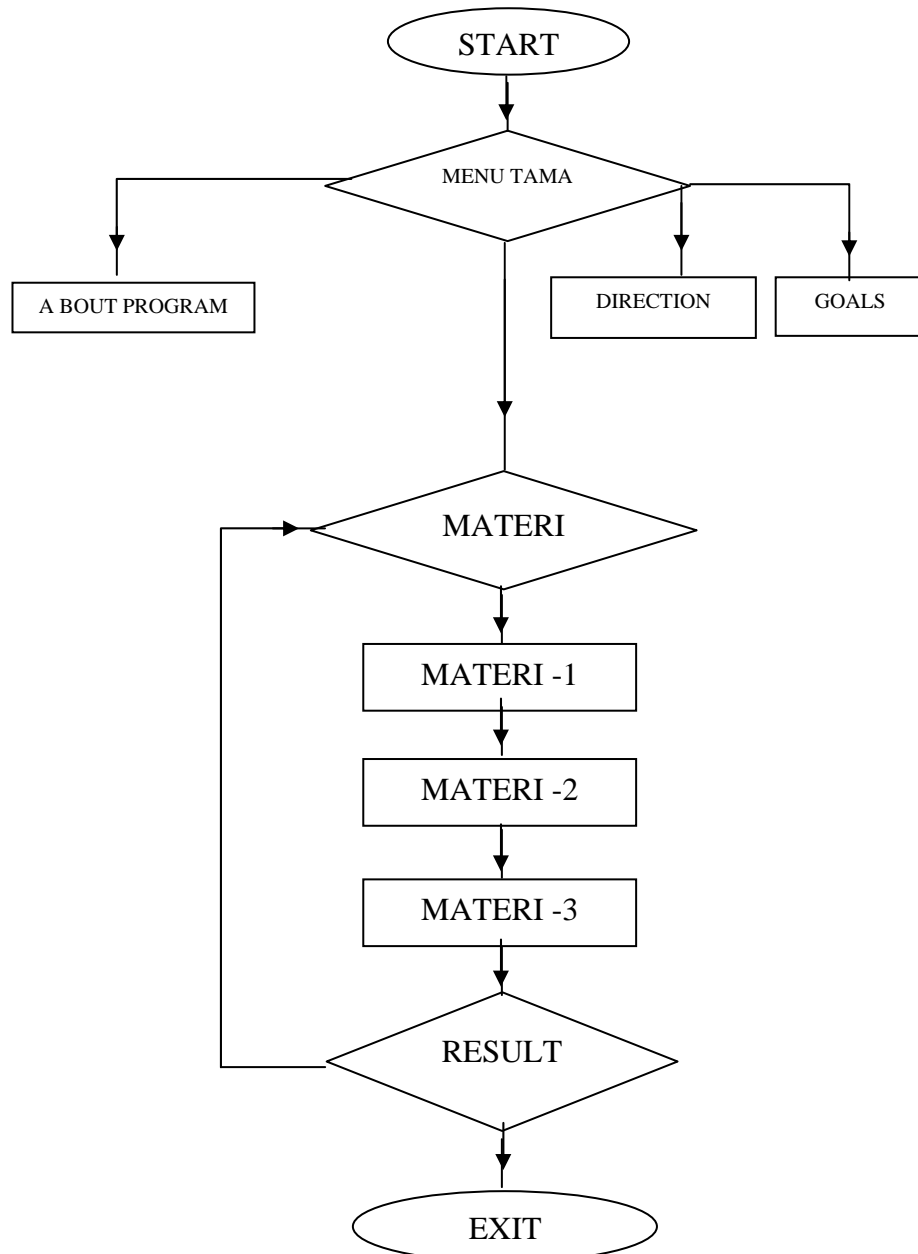 START
MENU TAMA
A BOUT PROGRAM
DIRECTION
GOALS
MATERI
MATERI -1
MATERI -2
MATERI -3
RESULT
EXIT